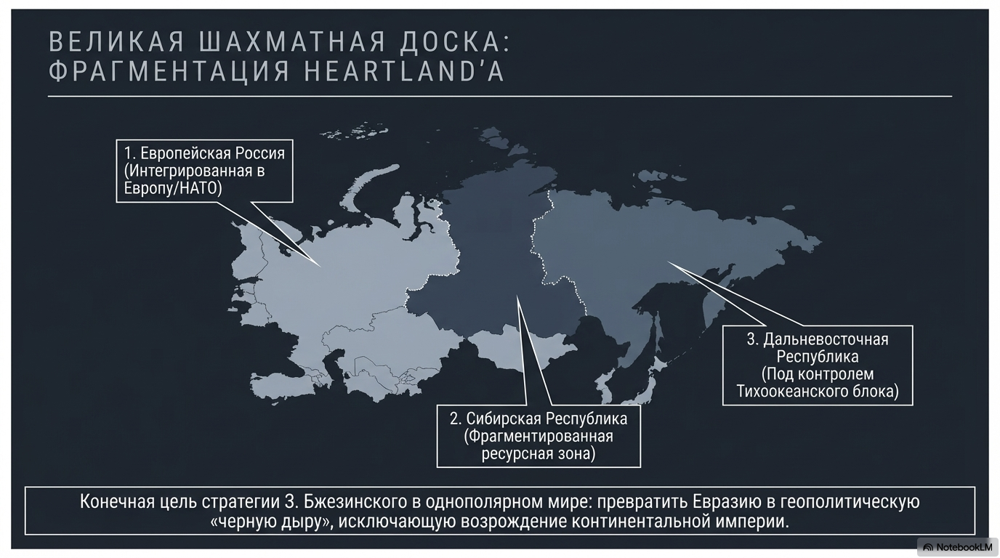 ВЕЛИКАЯ ШАХМАТНАЯ ДОСКА:
ФРАГМЕНТАЦИЯ HEARTLAND’А
1. Европейская Россия
(Интегрированная в
Европу/НАТО)
3. Дальневосточная
Республика
(Под контролем
Тихоокеанского блока)
2. Сибирская Республика
(Фрагментированная
ресурсная зона)
Конечная цель стратегии З. Бжезинского в однополярном мире: превратить Евразию в геополитическую
«черную дыру», исключающую возрождение континентальной империи.
NotebookLM